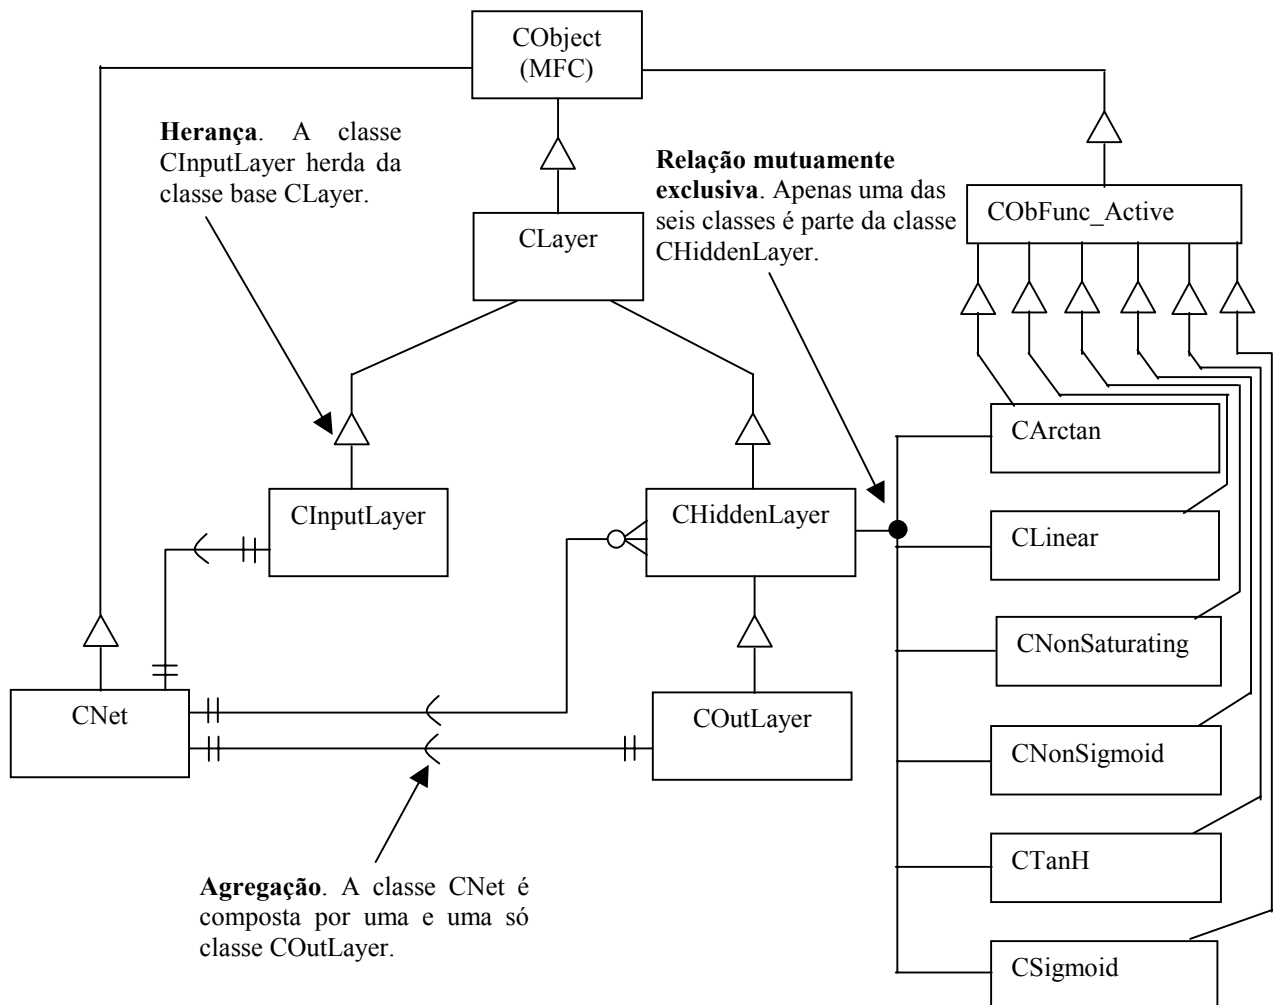 CObject
(MFC)
Herança. A classe
CInputLayer herda da
classe base CLayer.
Relação mutuamente
exclusiva. Apenas uma das
seis classes é parte da classe
CHiddenLayer.
CObFunc_Active
CLayer
CArctan
CInputLayer
CHiddenLayer
CLinear
CNonSaturating
CNet
COutLayer
CNonSigmoid
CTanH
Agregação. A classe CNet é
composta por uma e uma só
classe COutLayer.
CSigmoid